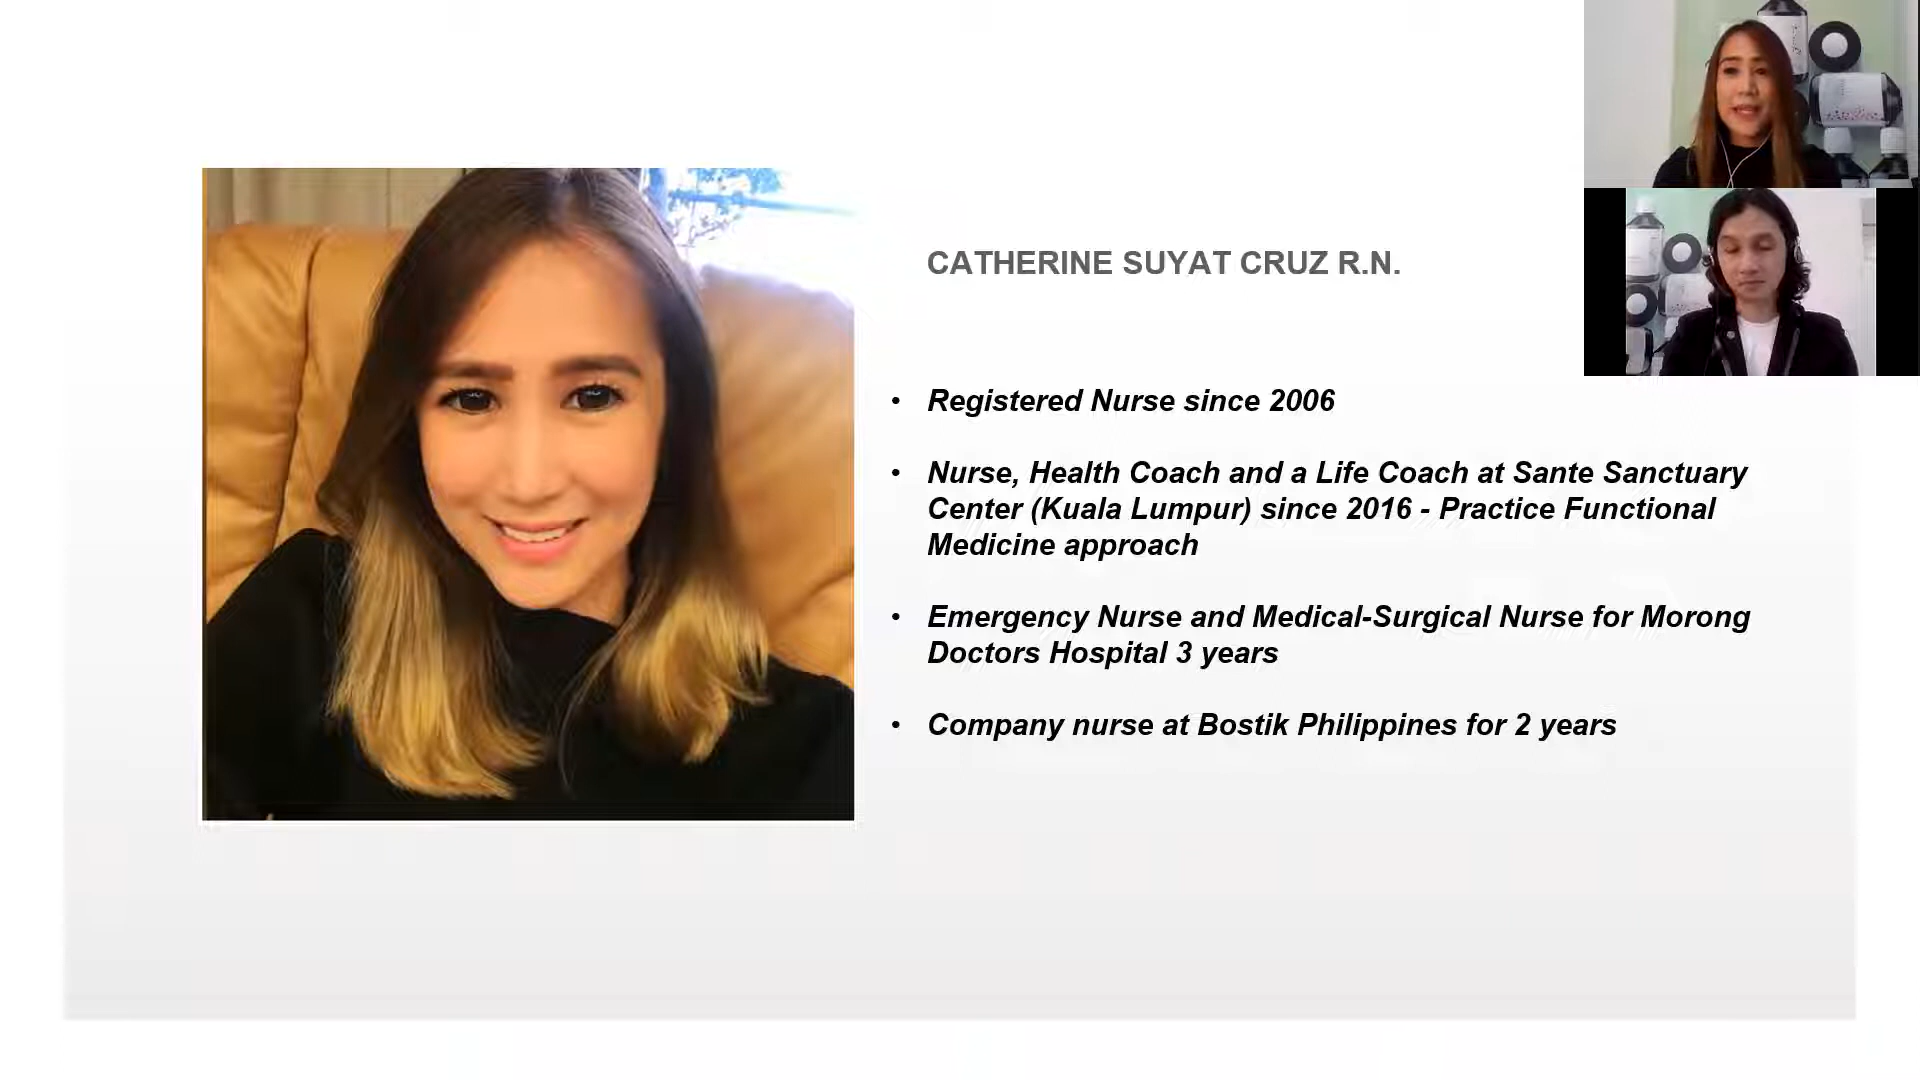 CATHERINE SUYAT CRUZ R.N.
• Registered Nurse since 2006
• Nurse, Health Coach and a Life Coach at Sante Sanctuary
Center (Kuala Lumpur) since 2016 - Practice Functional
Medicine approach
• Emergency Nurse and Medical-Surgical Nurse for Morong
Doctors Hospital 3 years
• Company nurse at Bostik Philippines for 2 years